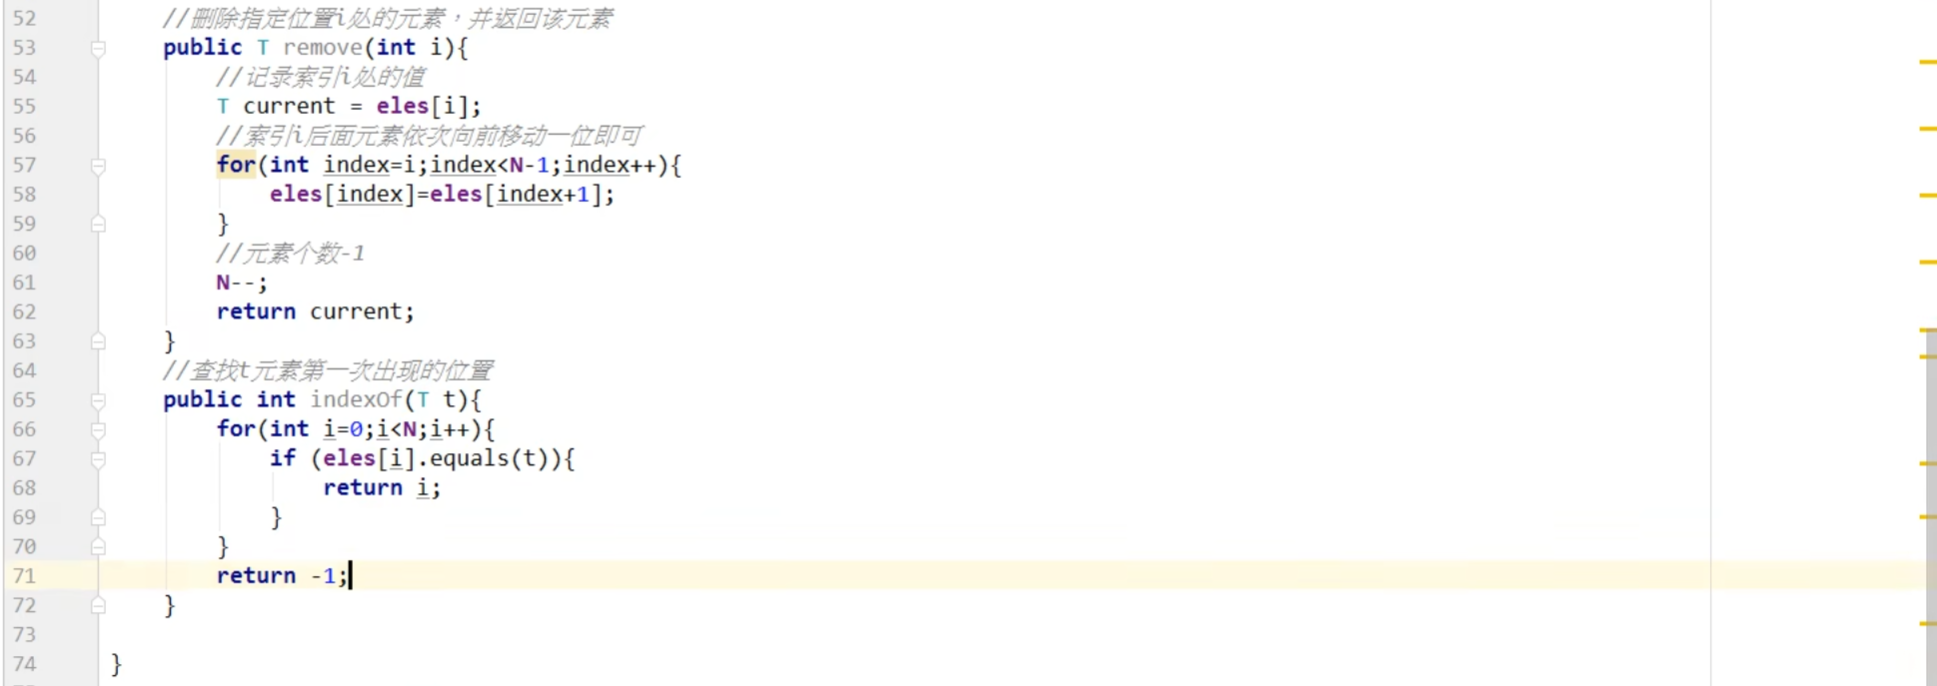 52 //删除指定位置i处的元素，并返回该元素
53 public T remove(int i){
54 //记录索引i处的值
55 T current = eles[i];
56 //索引i后面元素依次向前移动一位即可
57 for(int index=i;index<N-1;index++){
58 eles[index]=eles[index+1];
59 }
60 //元素个数-1
61 N--;
62 return current;
63 }
64 //查找t元素第一次出现的位置
65 public int indexOf(T t){
66 for(int i=0;i<N;i++){
67 if (eles[i].equals(t)){
68 return i;
69 }
70 }
71 return -1;
72 }
73
74 }